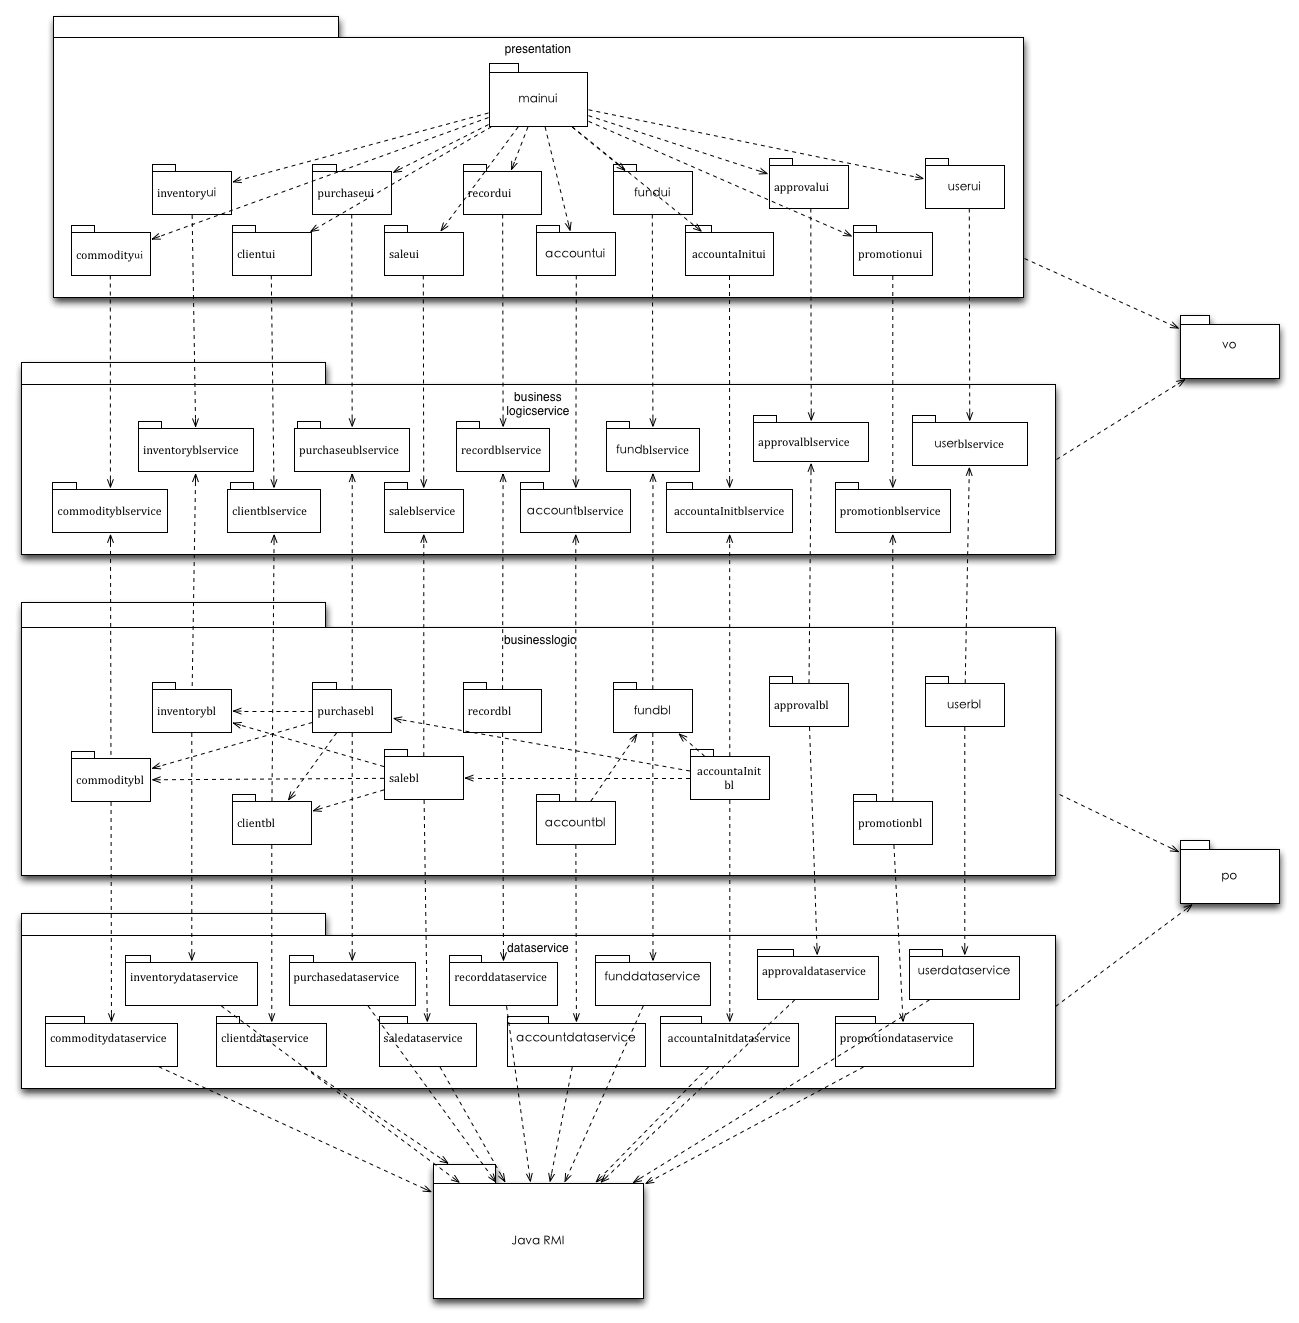 presentation
mainui
inventoryui
purchaseui
recordui
fundui
approvalui
userui
commodityui
clientui
saleui
accountui
accountaInitui
promotionui
vo
business
logicservice
inventoryblservice
purchaseublservice
recordblservice
fundblservice
approvalblservice
userblservice
commodityblservice
clientblservice
saleblservice
accountblservice
accountaInitblservice
promotionblservice
businesslogic
inventorybl
purchasebl
recordbl
fundbl
approvalbl
userbl
commoditybl
salebl
accountaInit
bl
clientbl
accountbl
promotionbl
po
dataservice
inventorydataservice
purchasedataservice
recorddataservice
funddataservice
approvaldataservice
userdataservice
commoditydataservice
clientdataservice
saledataservice
accountdataservice
accountaInitdataservice
promotiondataservice
Java RMI